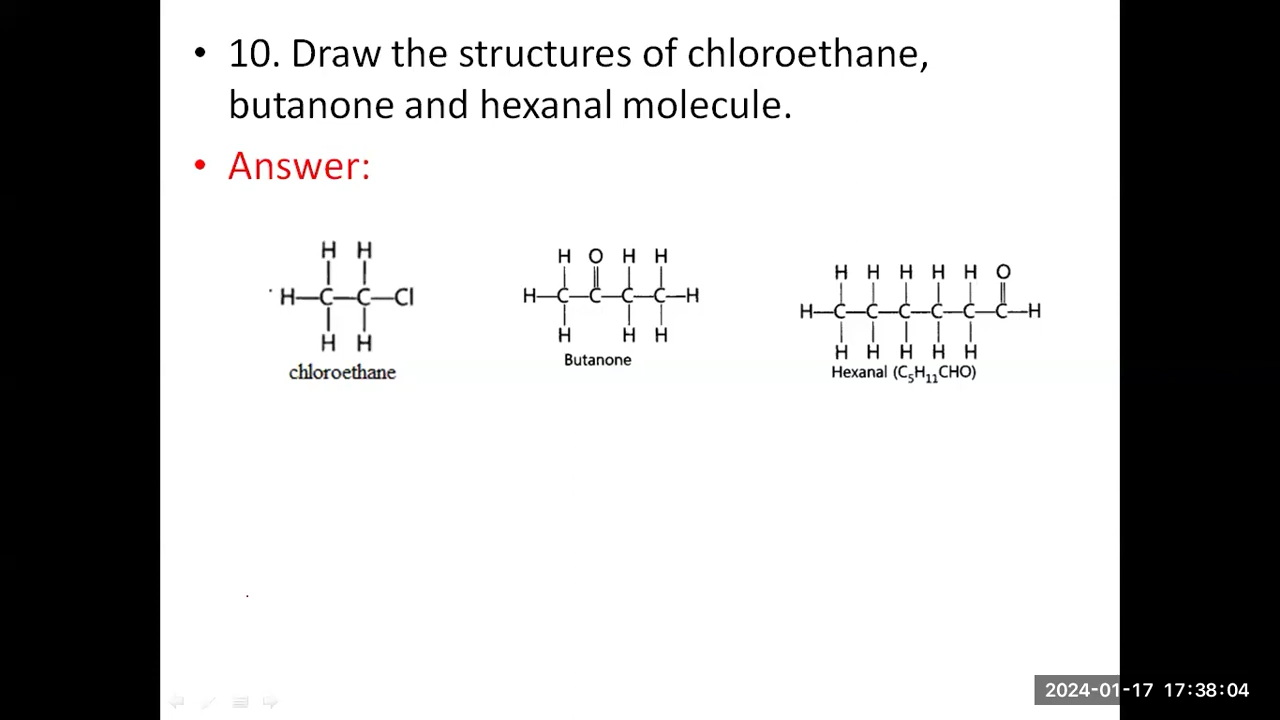 • 10. Draw the structures of chloroethane,
butanone and hexanal molecule.
• Answer:
H H
H—C—C—Cl
H H
chloroethane
H O H H
H—C—C—C—C—H
H H H
Butanone
H H H H H O
H—C—C—C—C—C—C—H
H H H H H
Hexanal (C₅H₁₁CHO)
2024-01-17 17:38:04